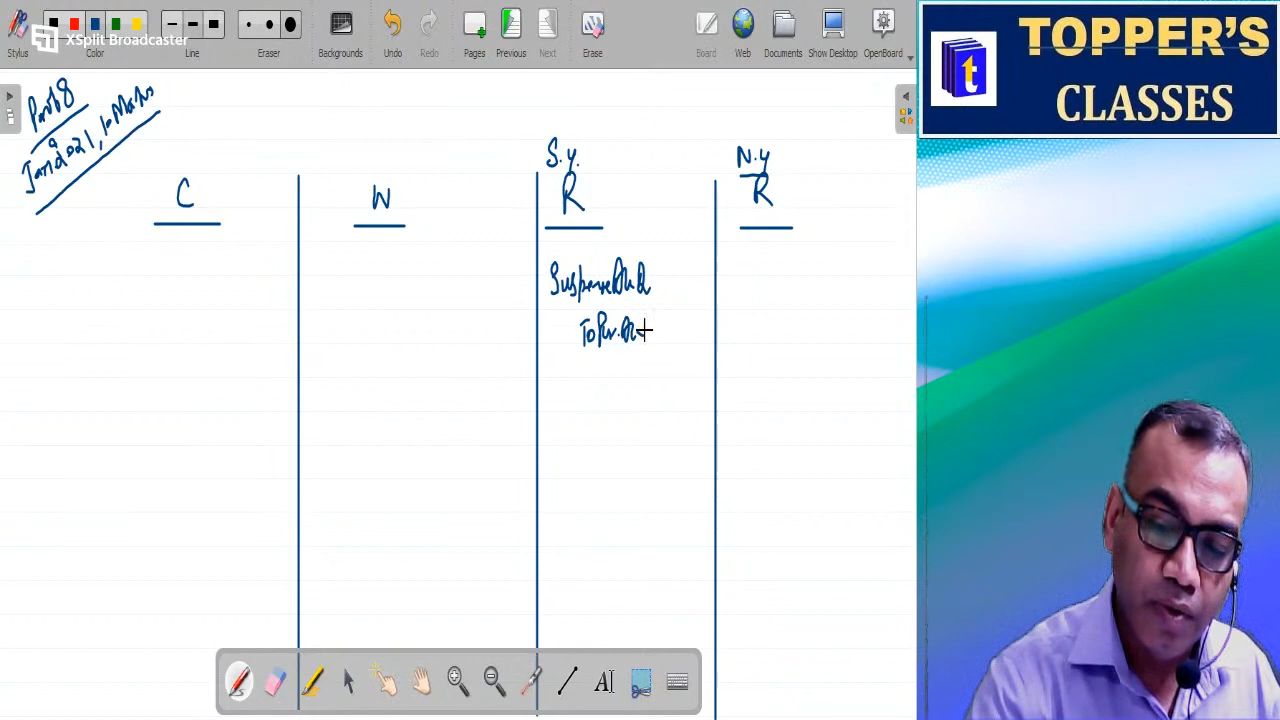 Stylus
Color
Line
Eraser
Backgrounds
Undo
Redo
Pages
Previous
Next
Erase
Board
Web
Documents
Show Desktop
OpenBoard
XSplit Broadcaster
TOPPER'S
CLASSES
t
Part 8
Jan 2021, 10 Marks
C
W
S.y.
R
N.y
R
Suspense A/c Dr
To Pur. A/c
A